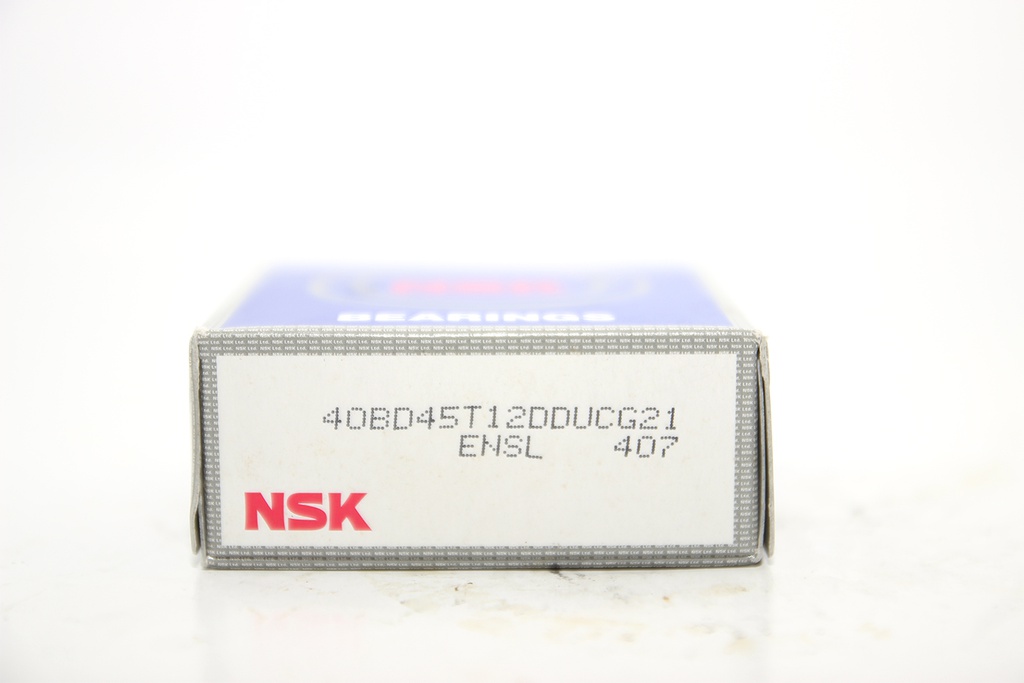 BEARINGS
40BD45T12DDUCG21
ENSL 407
NSK